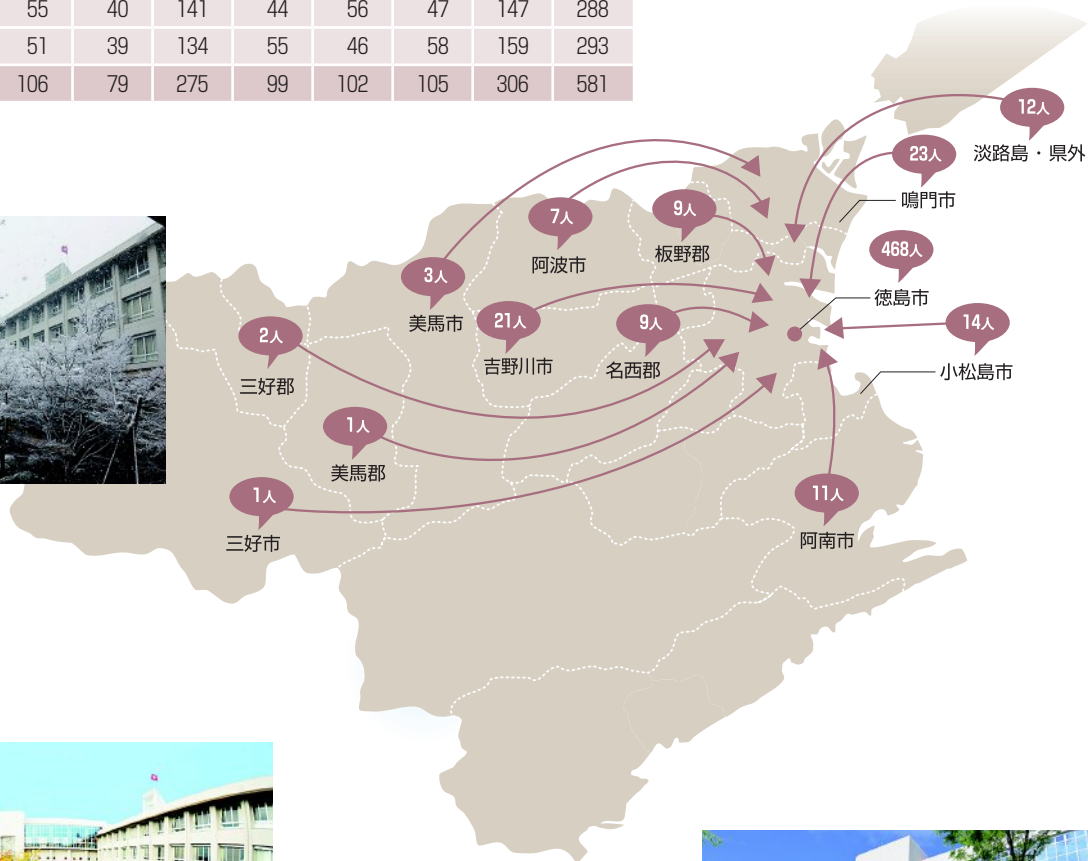 55 40 141 44 56 47 147 288
51 39 134 55 46 58 159 293
106 79 275 99 102 105 306 581
12人
淡路島・県外
23人
鳴門市
9人
板野郡
7人
阿波市
468人
徳島市
3人
美馬市
21人
吉野川市
9人
名西郡
14人
小松島市
2人
三好郡
1人
美馬郡
1人
三好市
11人
阿南市